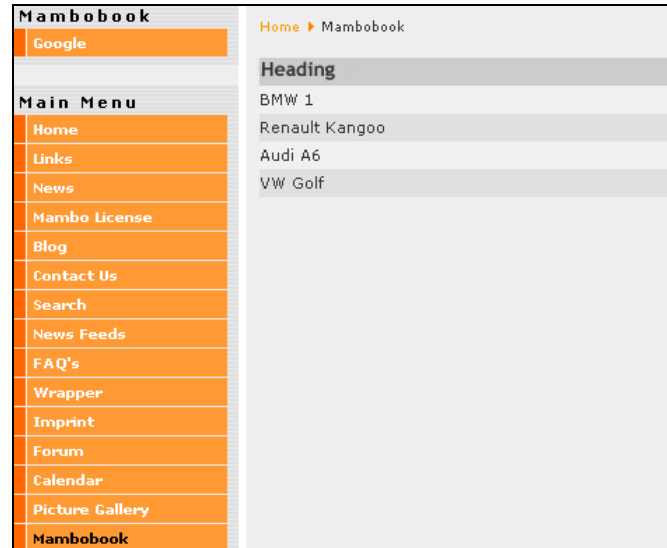 Mambobook
Google
Main Menu
Home
Links
News
Mambo License
Blog
Contact Us
Search
News Feeds
FAQ's
Wrapper
Imprint
Forum
Calendar
Picture Gallery
Mambobook
Home Mambobook
Heading
BMW 1
Renault Kangoo
Audi A6
VW Golf